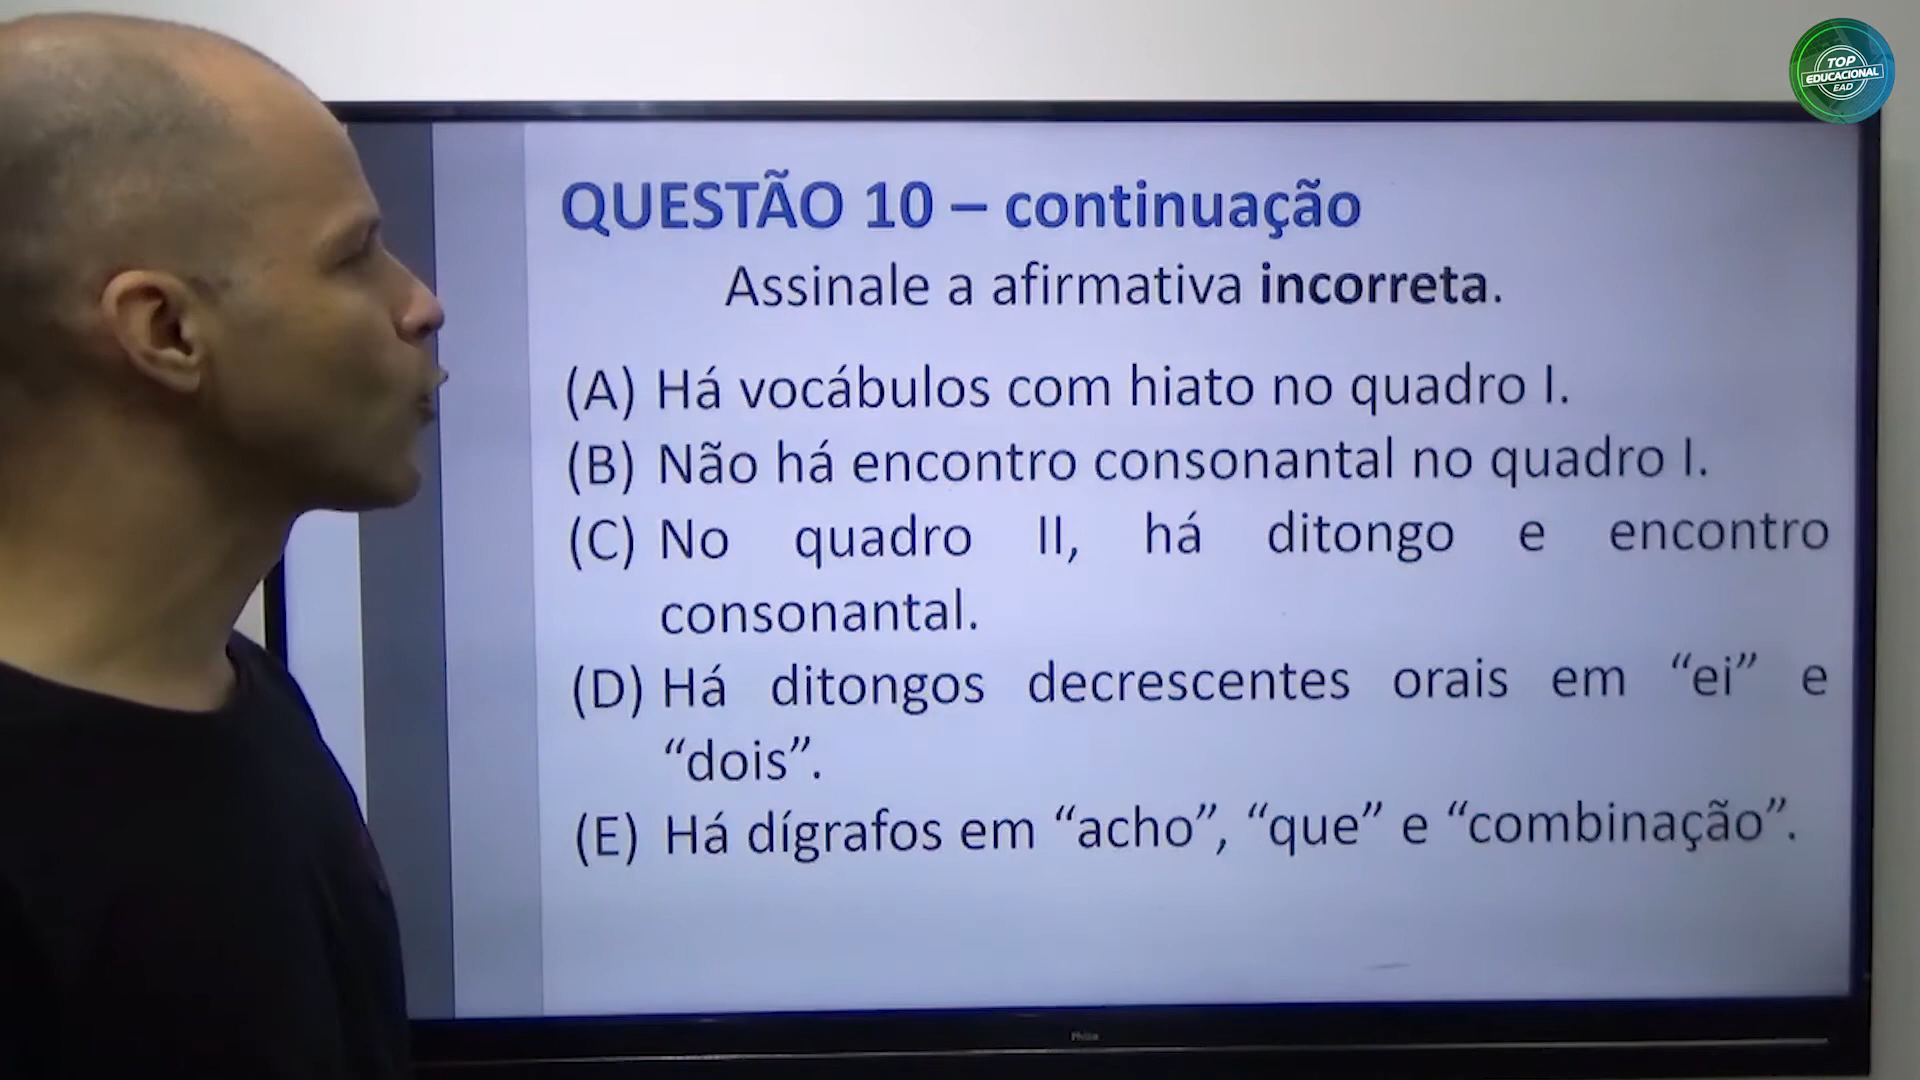 TOP
EDUCACIONAL
EAD
QUESTÃO 10 – continuação
Assinale a afirmativa incorreta.
(A) Há vocábulos com hiato no quadro I.
(B) Não há encontro consonantal no quadro I.
(C) No quadro II, há ditongo e encontro
consonantal.
(D) Há ditongos decrescentes orais em “ei” e
“dois”.
(E) Há dígrafos em “acho”, “que” e “combinação”.